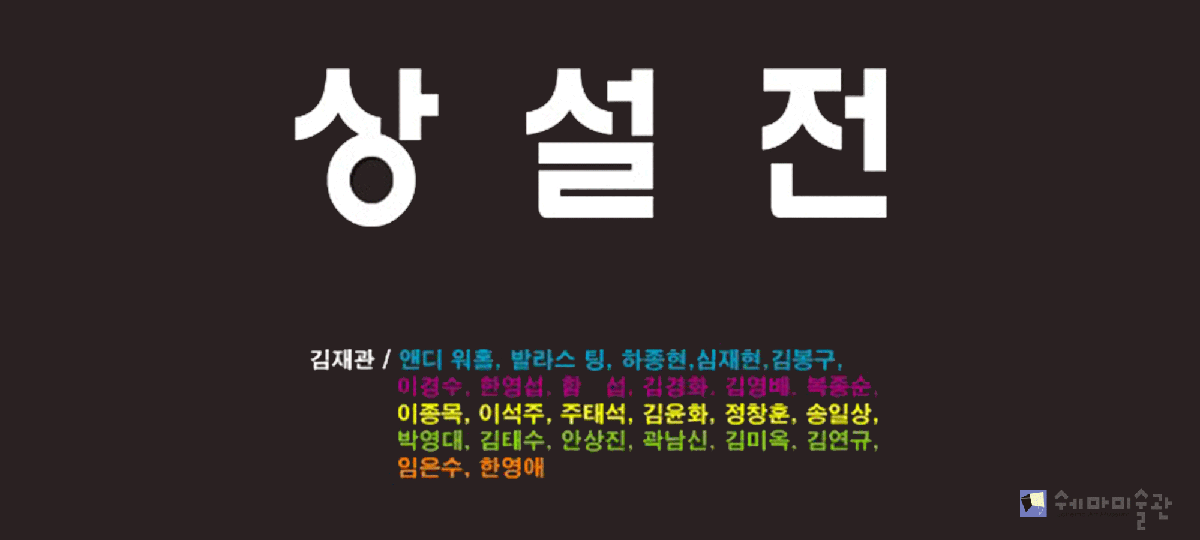 상설전
김재관 / 앤디 워홀, 발라스 팅, 하종현,심재현,김봉구,
이경수, 한영섭, 함 섭, 김경화, 김영배, 복종순,
이종목, 이석주, 주태석, 김윤화, 정창훈, 송일상,
박영대, 김태수, 안상진, 곽남신, 김미옥, 김연규,
임은수, 한영애
쉐마미술관